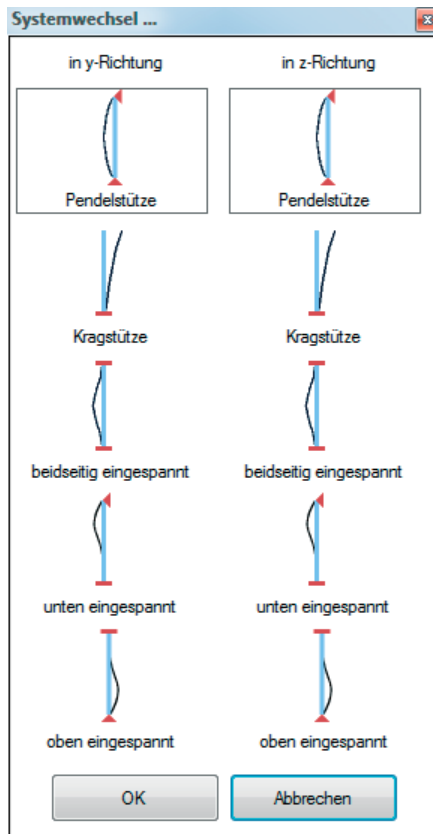 Systemwechsel ...
in y-Richtung in z-Richtung
Pendelstütze Pendelstütze
Kragstütze Kragstütze
beidseitig eingespannt beidseitig eingespannt
unten eingespannt unten eingespannt
oben eingespannt oben eingespannt
OK Abbrechen